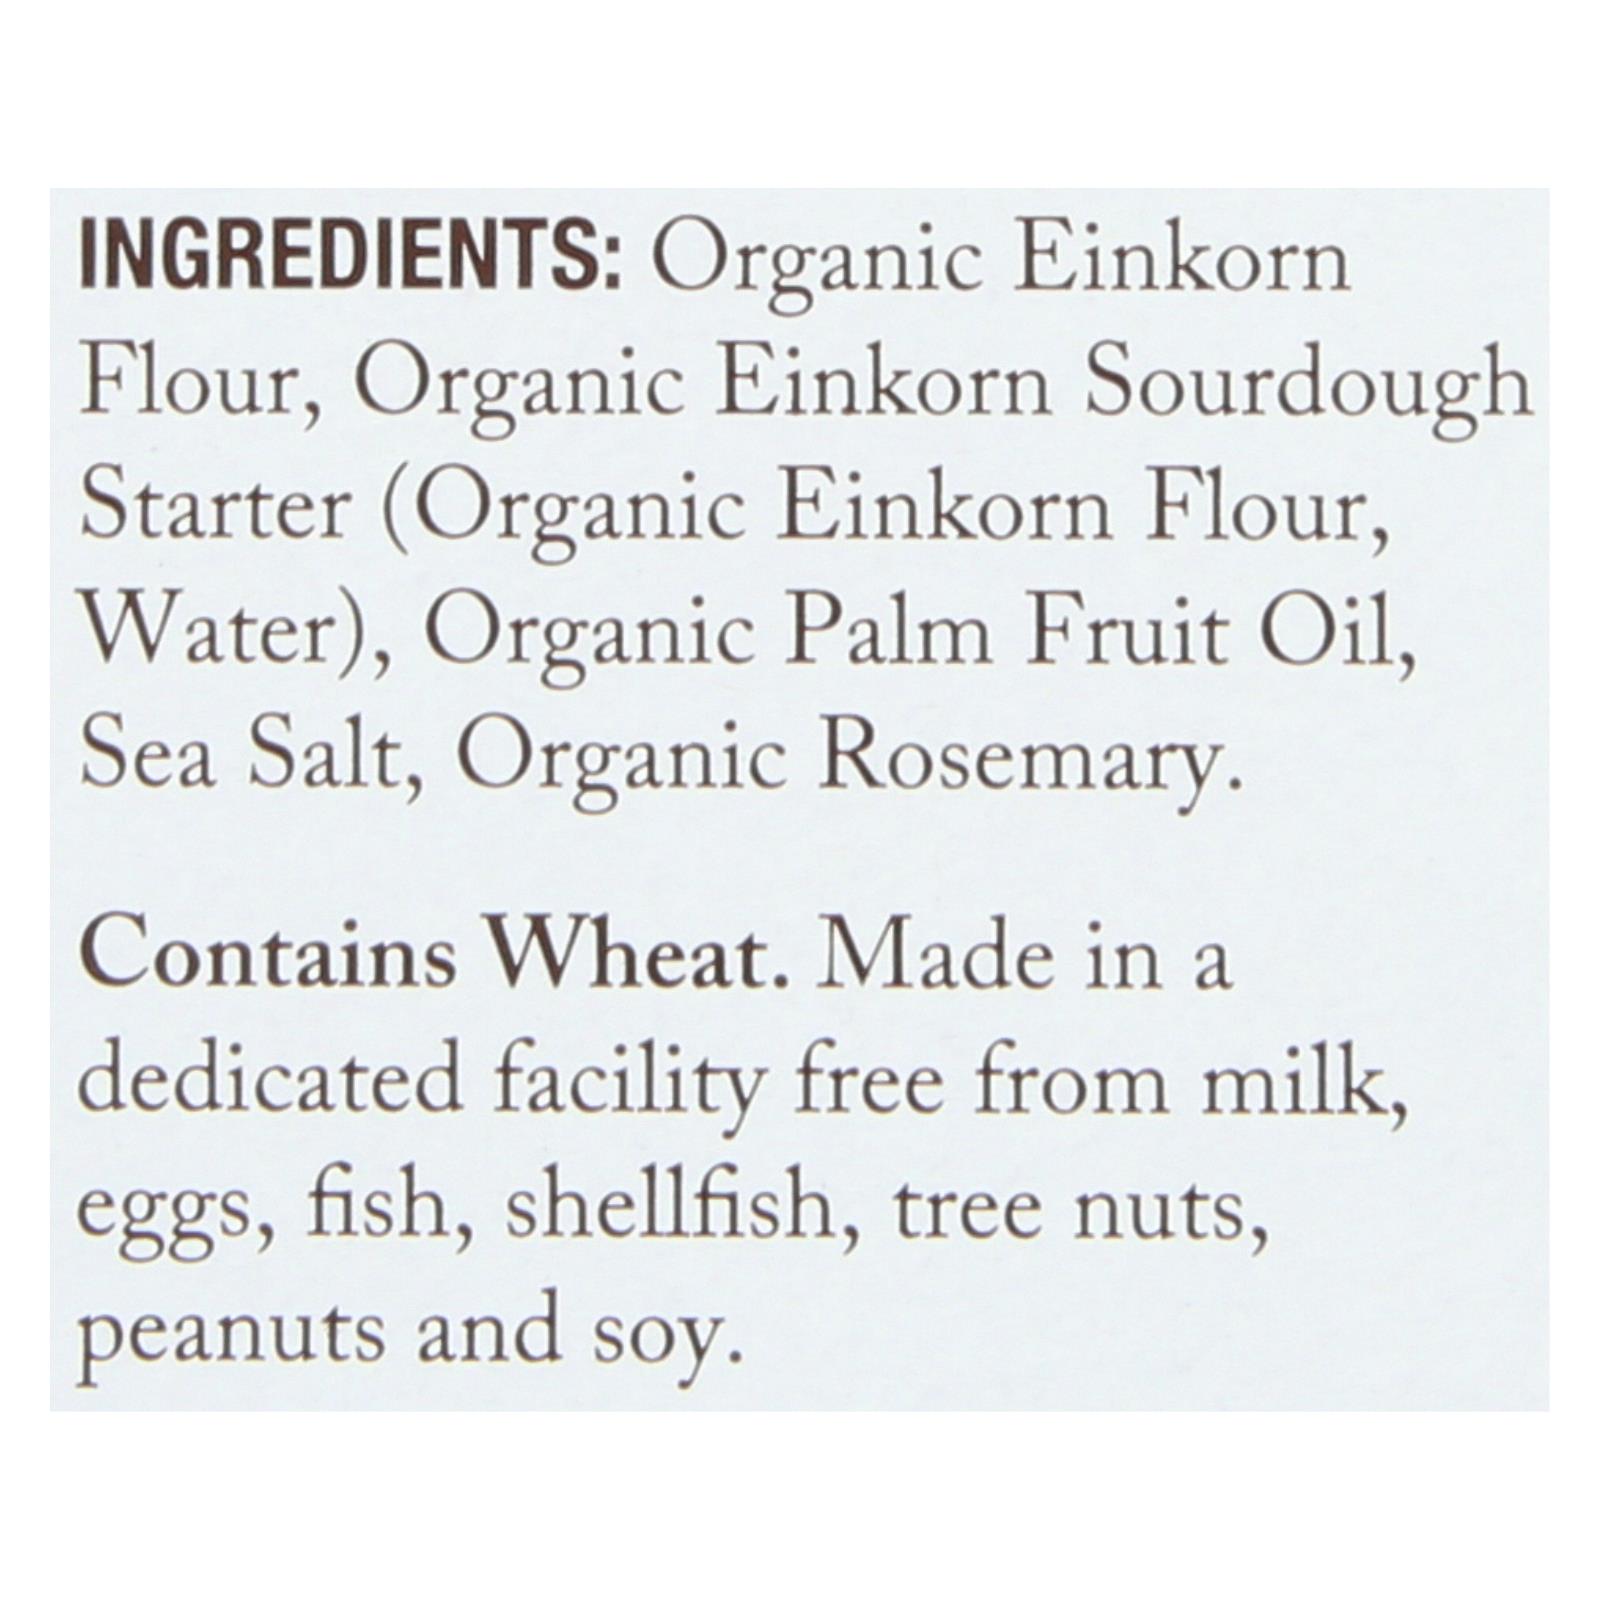 INGREDIENTS: Organic Einkorn
Flour, Organic Einkorn Sourdough
Starter (Organic Einkorn Flour,
Water), Organic Palm Fruit Oil,
Sea Salt, Organic Rosemary.
Contains Wheat. Made in a
dedicated facility free from milk,
eggs, fish, shellfish, tree nuts,
peanuts and soy.